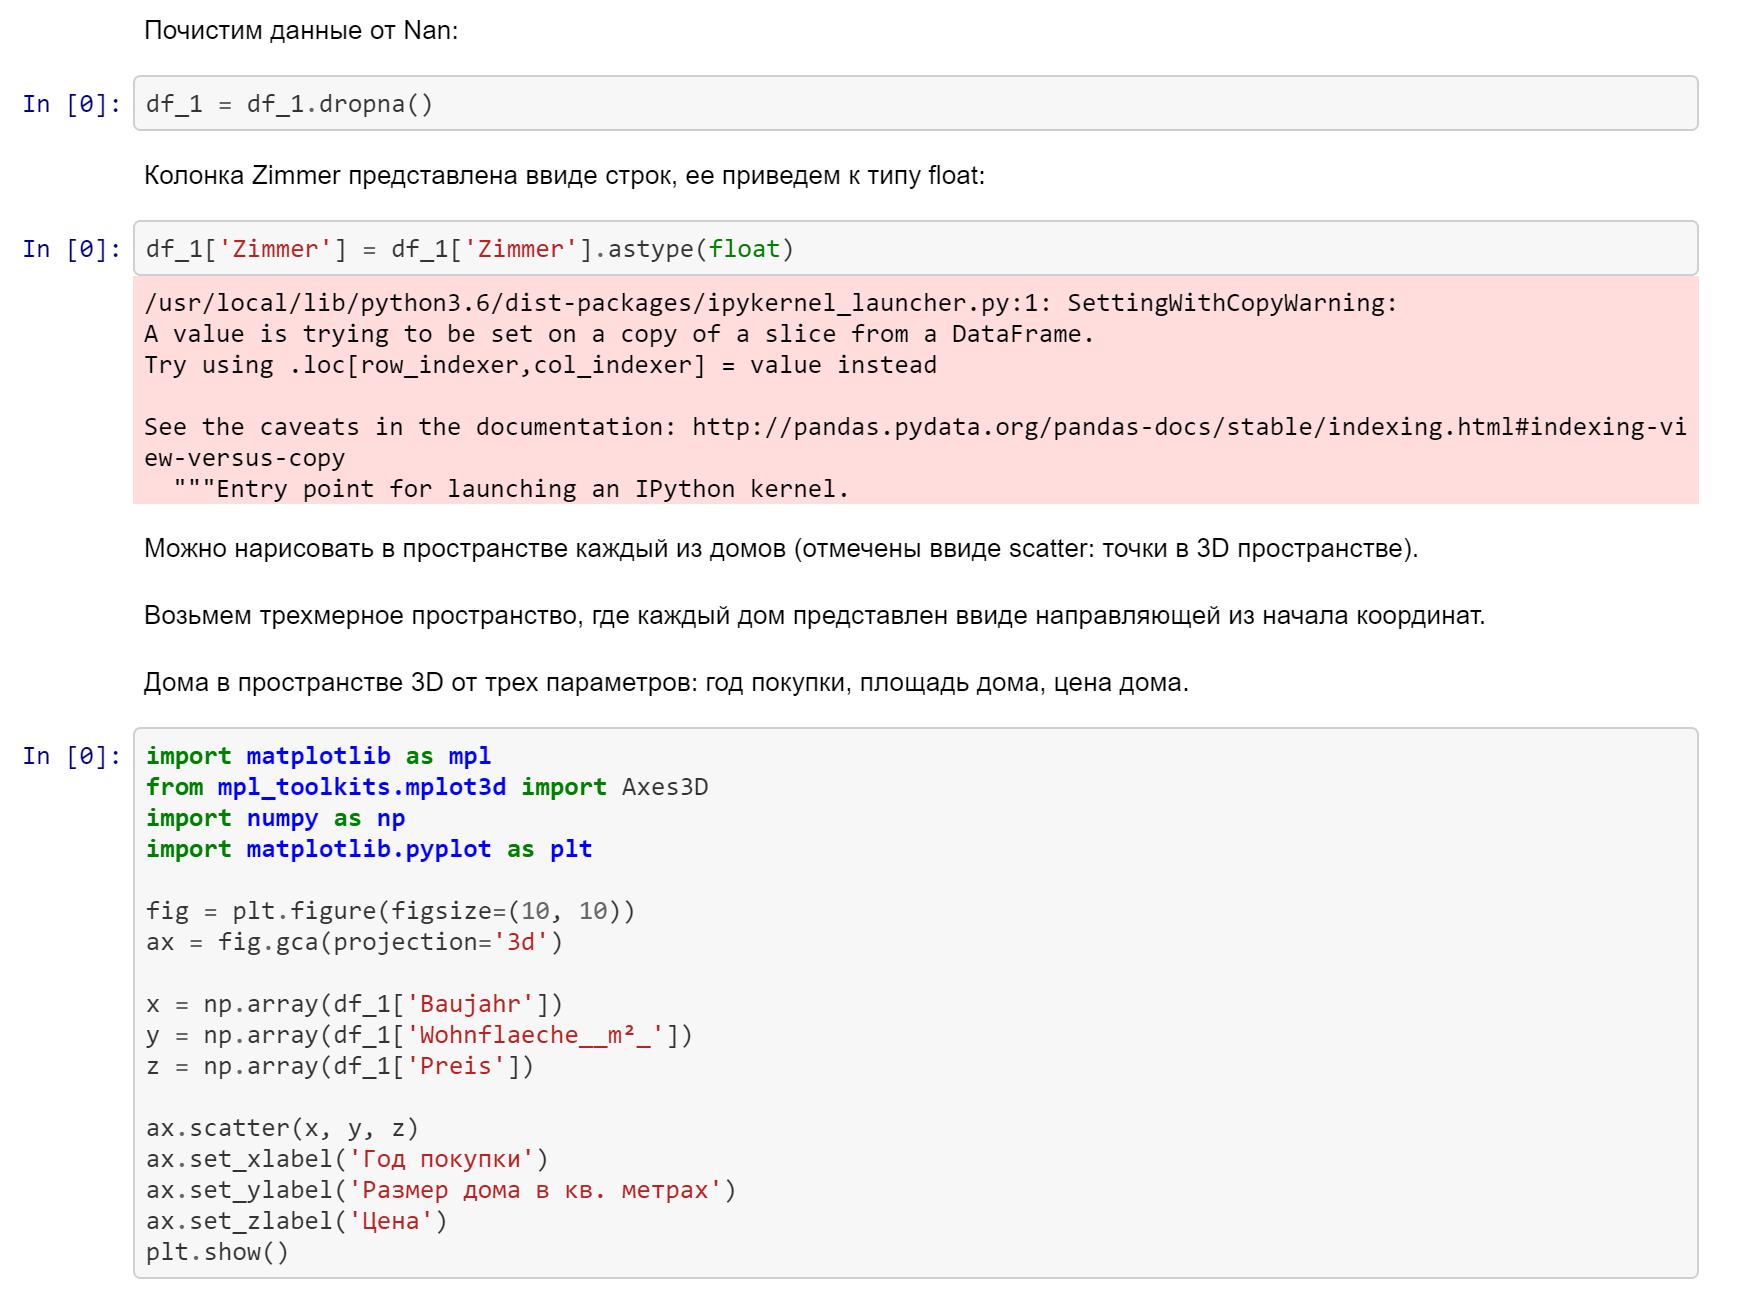 Почистим данные от Nan:
In [0]: df_1 = df_1.dropna()
Колонка Zimmer представлена ввиде строк, ее приведем к типу float:
In [0]: df_1['Zimmer'] = df_1['Zimmer'].astype(float)
/usr/local/lib/python3.6/dist-packages/ipykernel_launcher.py:1: SettingWithCopyWarning:
A value is trying to be set on a copy of a slice from a DataFrame.
Try using .loc[row_indexer,col_indexer] = value instead
See the caveats in the documentation: http://pandas.pydata.org/pandas-docs/stable/indexing.html#indexing-vi
ew-versus-copy
"""Entry point for launching an IPython kernel.
Можно нарисовать в пространстве каждый из домов (отмечены ввиде scatter: точки в 3D пространстве).
Возьмем трехмерное пространство, где каждый дом представлен ввиде направляющей из начала координат.
Дома в пространстве 3D от трех параметров: год покупки, площадь дома, цена дома.
In [0]: import matplotlib as mpl
from mpl_toolkits.mplot3d import Axes3D
import numpy as np
import matplotlib.pyplot as plt
fig = plt.figure(figsize=(10, 10))
ax = fig.gca(projection='3d')
x = np.array(df_1['Baujahr'])
y = np.array(df_1['Wohnflaeche__m²_'])
z = np.array(df_1['Preis'])
ax.scatter(x, y, z)
ax.set_xlabel('Год покупки')
ax.set_ylabel('Размер дома в кв. метрах')
ax.set_zlabel('Цена')
plt.show()